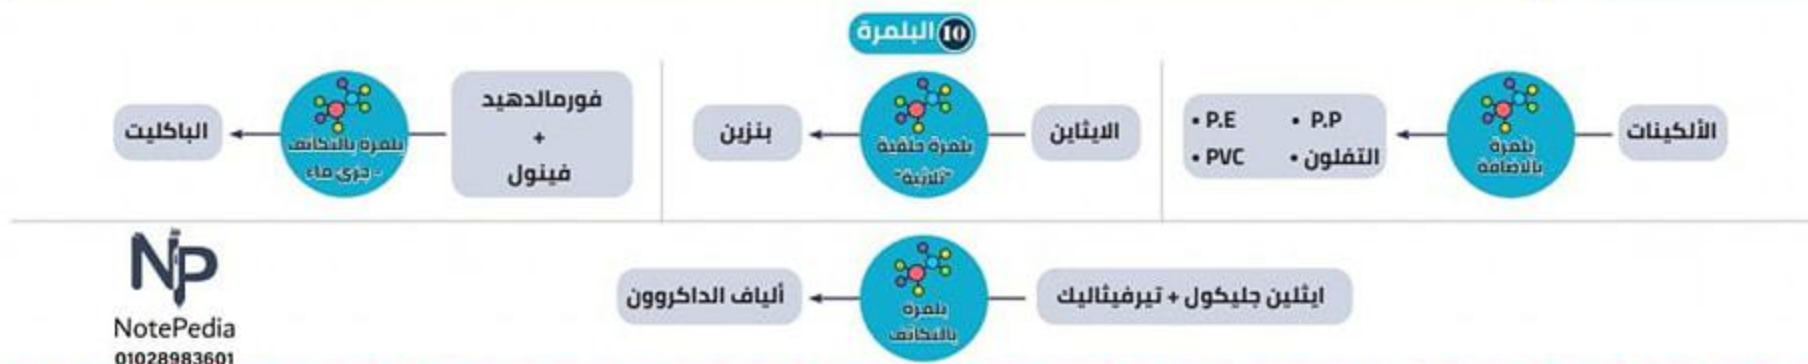 10 البلمرة
الألكينات
بلمرة
بالاضافة
• P.E • P.P
• PVC • التفلون
الايثاين
بلمرة حلقية
"ثلاثية"
بنزين
فورمالدهيد
+
فينول
بلمرة بالتكاثف
- جزئ ماء
الباكليت
ايثلين جليكول + تيرفيثاليك
بلمرة
بالتكاثف
ألياف الداكروون
NP
NotePedia
01028983601